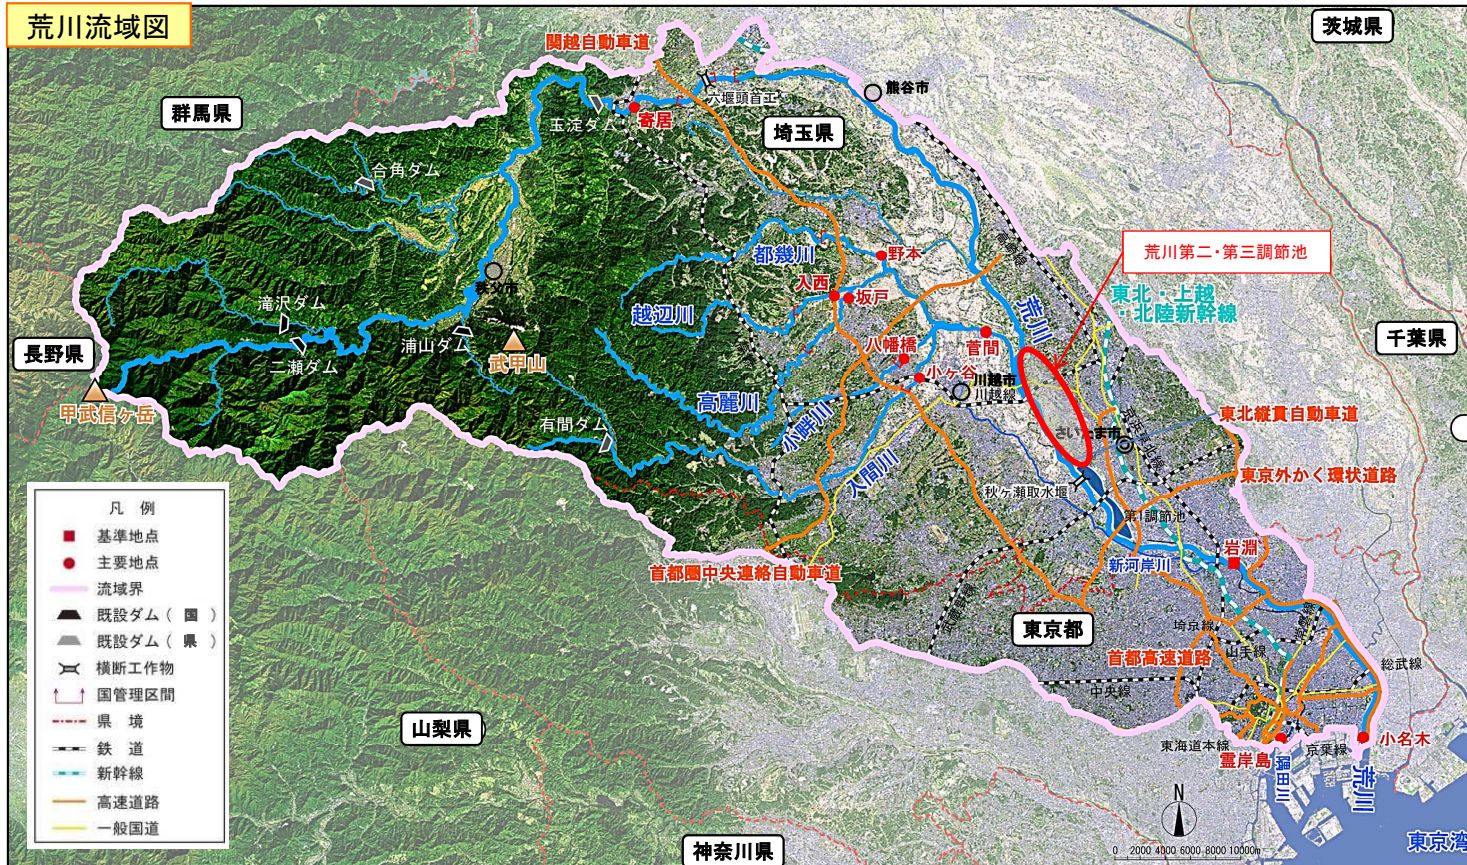 荒川流域図
茨城県
関越自動車道
熊谷市
六堰頭首工
群馬県
玉淀ダム
寄居
埼玉県
合角ダム
都幾川
野本
荒川第二・第三調節池
秩父市
入西
坂戸
東北・上越
・北陸新幹線
滝沢ダム
越辺川
荒川
千葉県
長野県
二瀬ダム
浦山ダム
武甲山
八幡橋
菅間
小ヶ谷
川越市
川越線
甲武信ヶ岳
高麗川
小畔川
有間ダム
入間川
さいたま市
東北縦貫自動車道
東京外かく環状道路
秋ヶ瀬取水堰
第1調節池
凡 例
基準地点
主要地点
流域界
既設ダム ( 国 )
既設ダム ( 県 )
横断工作物
国管理区間
県 境
鉄 道
新幹線
高速道路
一般国道
首都圏中央連絡自動車道
新河岸川
岩淵
東京都
埼京線
山手線
首都高速道路
総武線
中央線
山梨県
東海道本線
霊岸島
京葉線
小名木
隅田川
荒川
N
0 2000 4000 6000 8000 10000m
神奈川県
東京湾